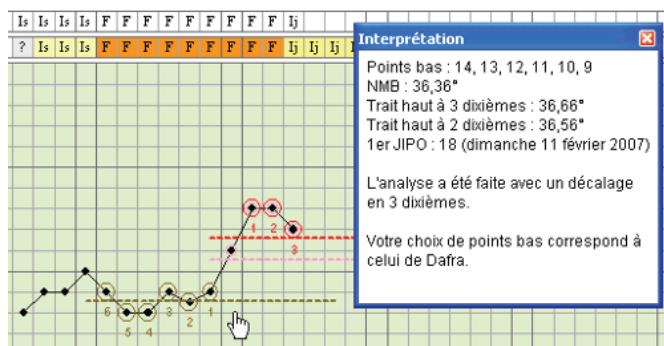 Is Is Is Is F F F F F F F F F Ij
? Is Is Is F F F F F F F F F Ij Ij Ij
Interprétation
Points bas : 14, 13, 12, 11, 10, 9
NMB : 36,36°
Trait haut à 3 dixièmes : 36,66°
Trait haut à 2 dixièmes : 36,56°
1er JIPO : 18 (dimanche 11 février 2007)
L'analyse a été faite avec un décalage
en 3 dixièmes.
Votre choix de points bas correspond à
celui de Dafra.
1 2
3
6 3 1
2
5 4